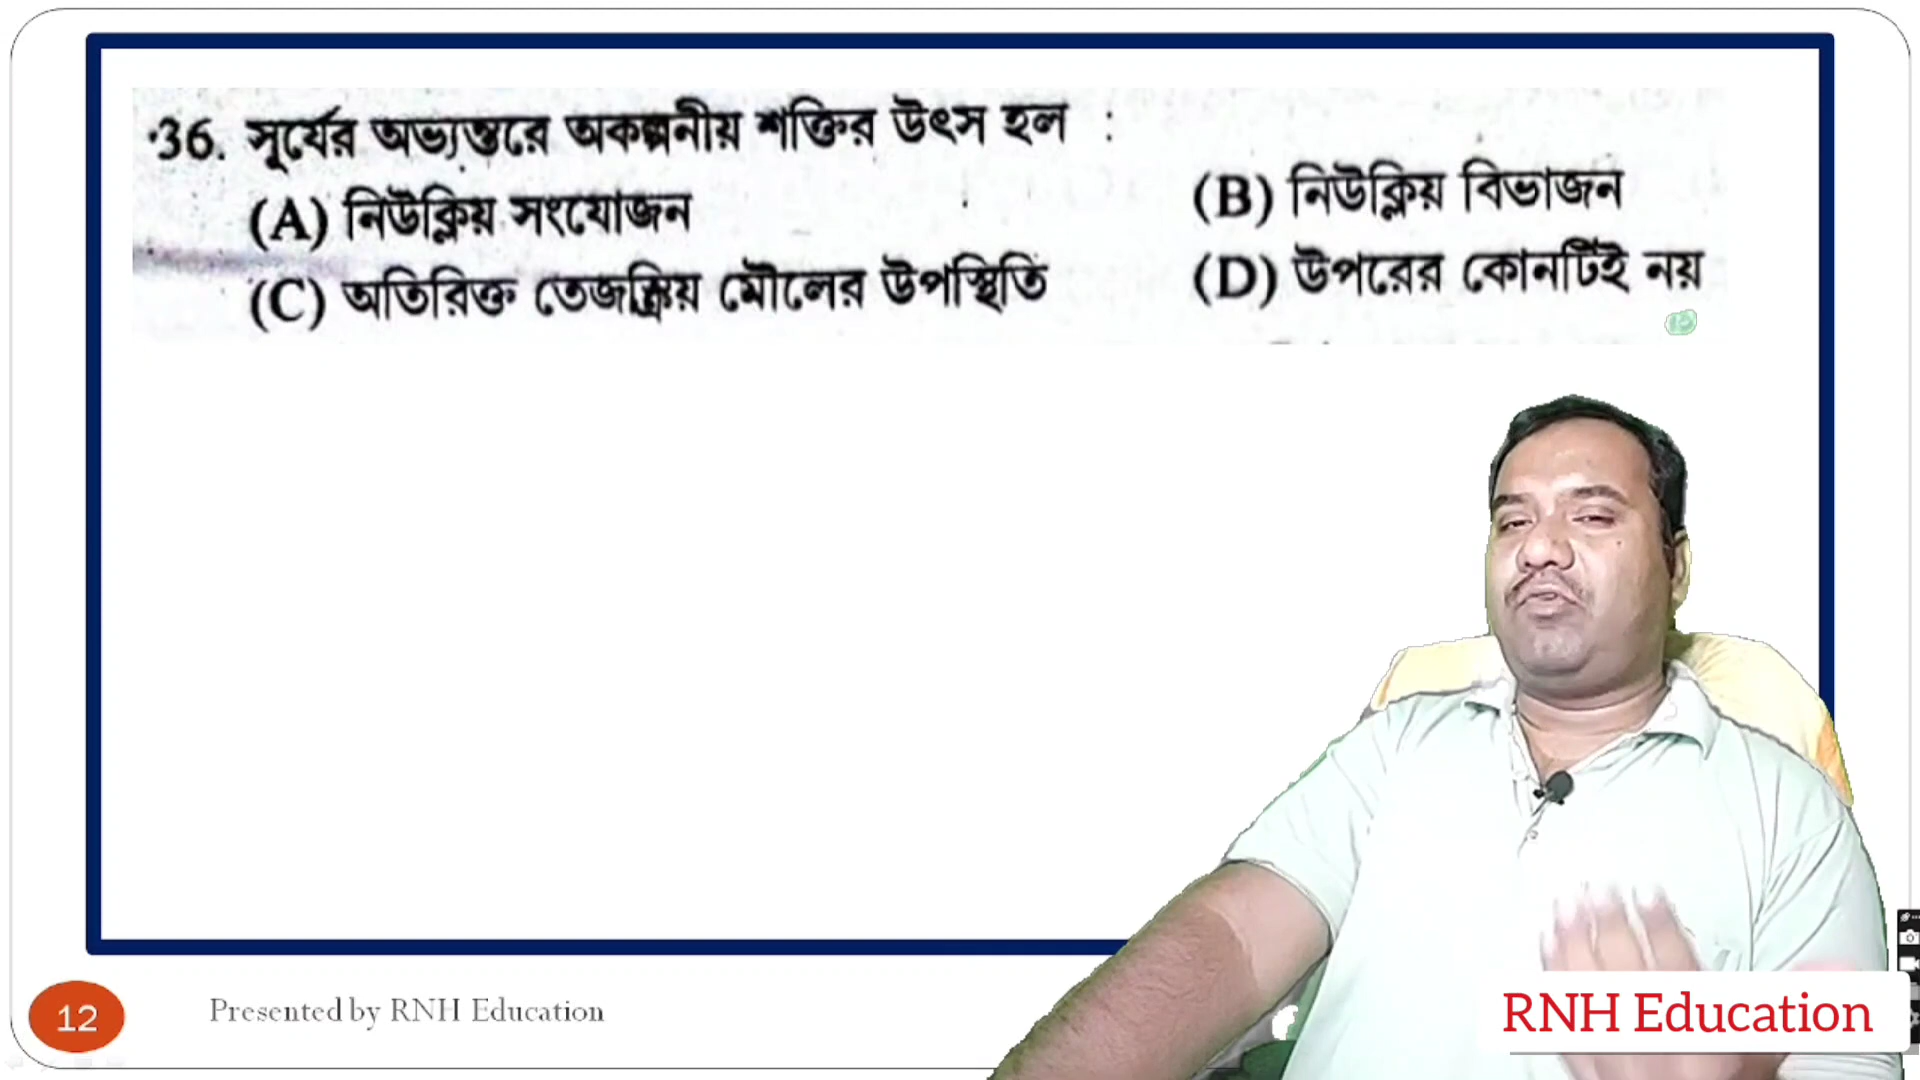 36. সূর্যের অভ্যন্তরে অকল্পনীয় শক্তির উৎস হল :
(A) নিউক্লিয় সংযোজন (B) নিউক্লিয় বিভাজন
(C) অতিরিক্ত তেজস্ক্রিয় মৌলের উপস্থিতি (D) উপরের কোনটিই নয়
12 Presented by RNH Education
RNH Education